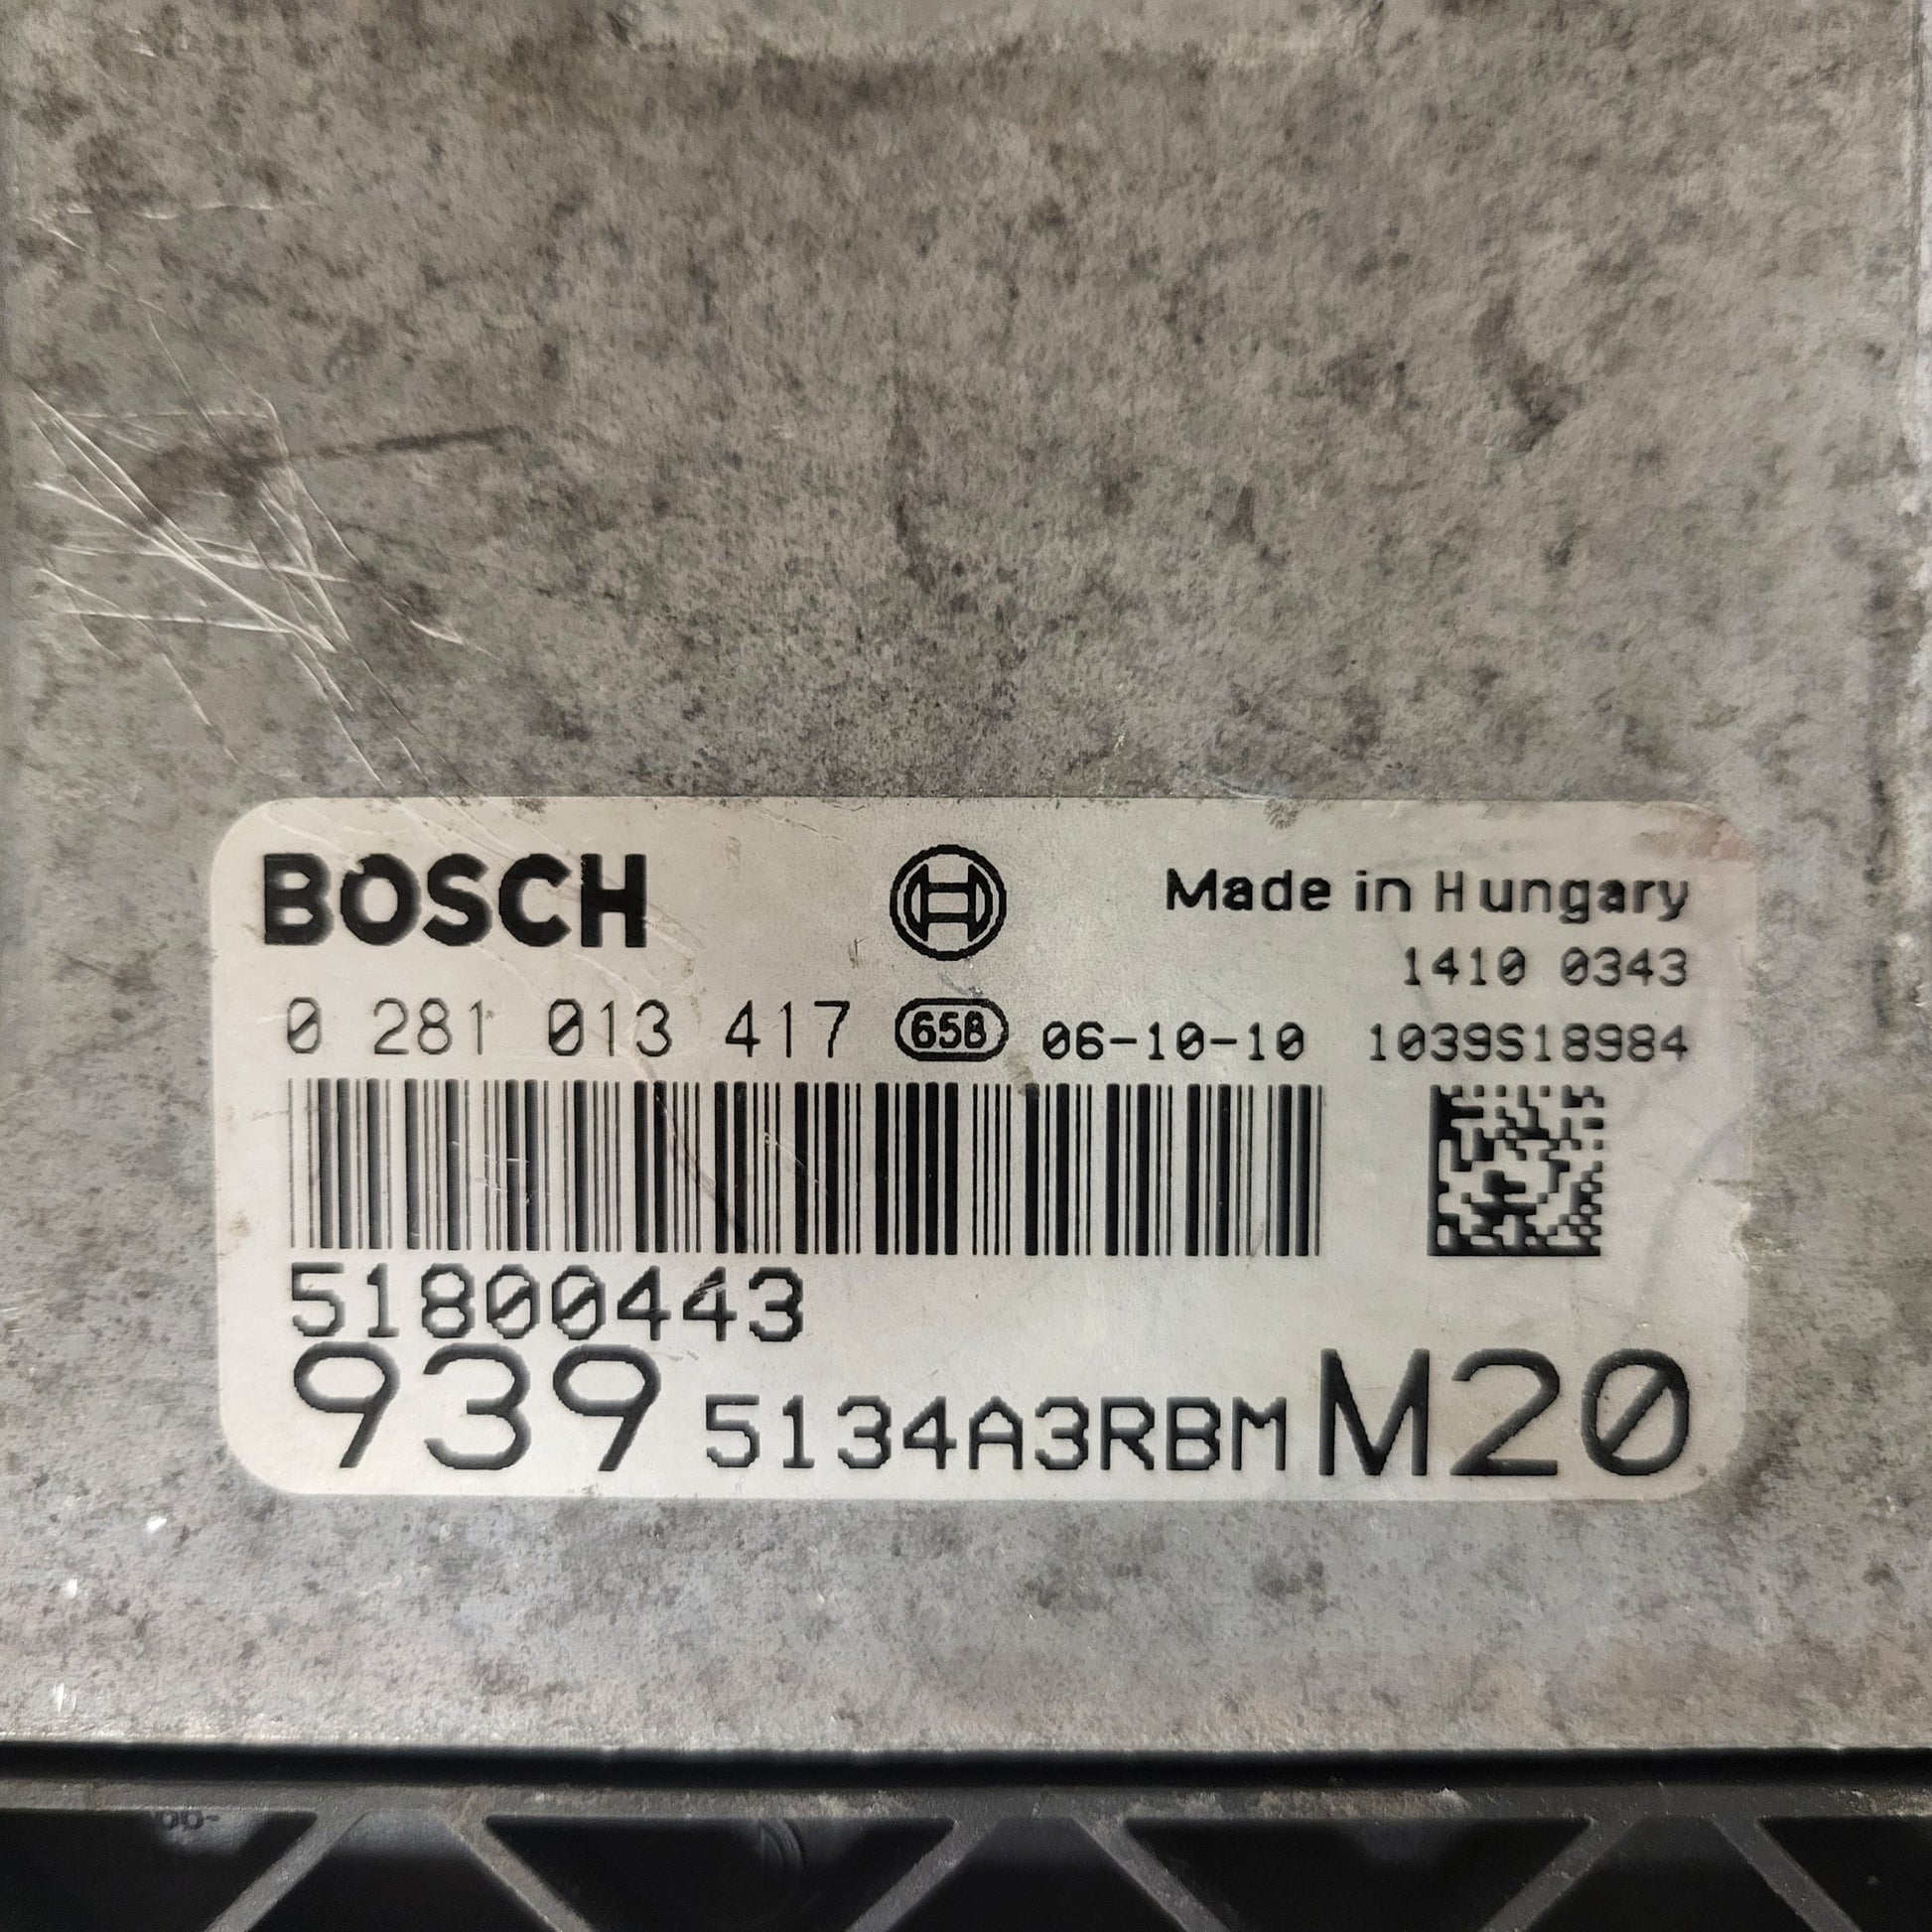 BOSCH
Made in Hungary
1410 0343
0 281 013 417 658 06-10-10 1039S18984
51800443
939 5134A3RBM M20